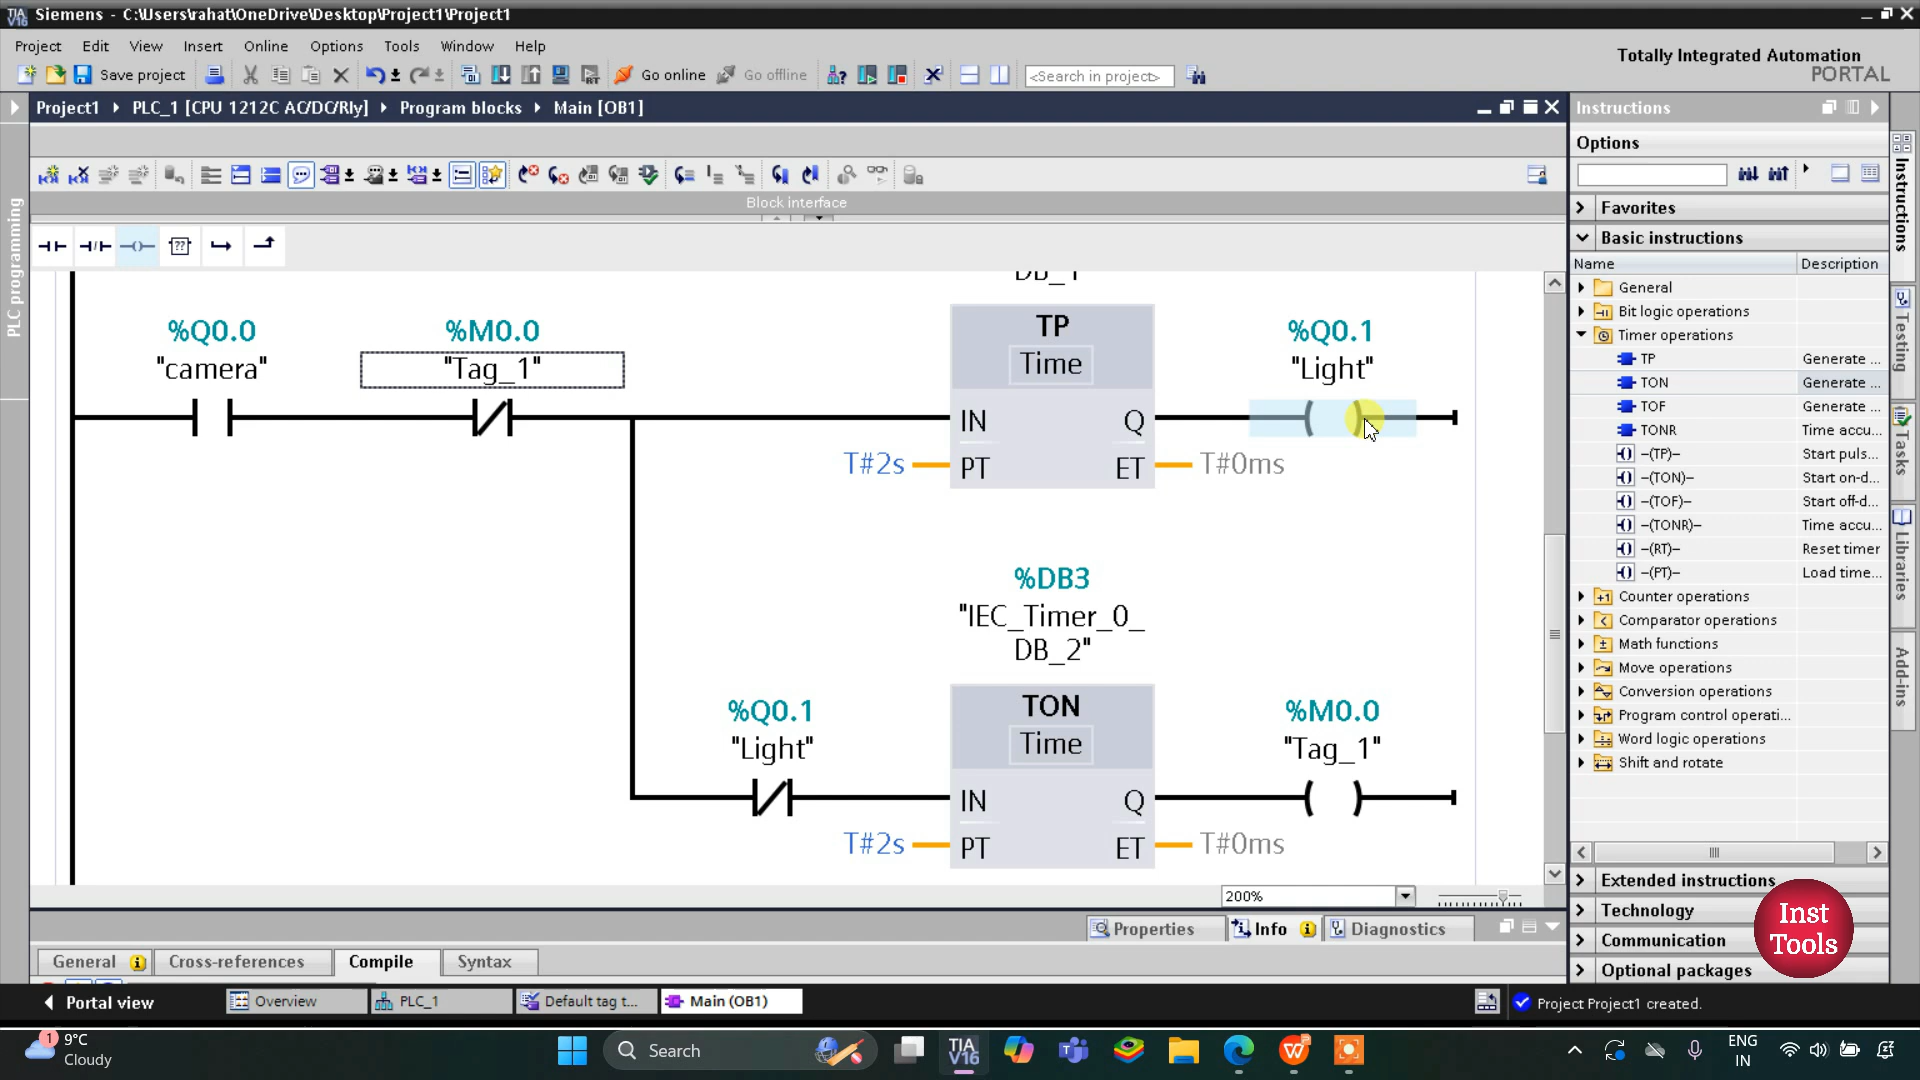 Siemens - C:\Users\rahat\OneDrive\Desktop\Project1\Project1
Project Edit View Insert Online Options Tools Window Help
Totally Integrated Automation
PORTAL
Save project
Go online
Go offline
<Search in project>
Project1 PLC_1 [CPU 1212C AC/DC/Rly] Program blocks Main [OB1]
Instructions
Options
Block interface
PLC programming
Favorites
Basic instructions
Name Description
General
Bit logic operations
Timer operations
TP Generate ...
TON Generate ...
TOF Generate ...
TONR Time accu...
–(TP)– Start puls...
–(TON)– Start on-d...
–(TOF)– Start off-d...
–(TONR)– Time accu...
–(RT)– Reset timer
–(PT)– Load time...
Counter operations
Comparator operations
Math functions
Move operations
Conversion operations
Program control operati...
Word logic operations
Shift and rotate
Extended instructions
Technology
Communication
Optional packages
Instructions
Testing
Tasks
Libraries
Add-ins
DB_1
%Q0.0
"camera"
%M0.0
"Tag_1"
TP
Time
IN Q
PT ET
T#2s
T#0ms
%Q0.1
"Light"
%DB3
"IEC_Timer_0_
DB_2"
%Q0.1
"Light"
TON
Time
IN Q
PT ET
T#2s
T#0ms
%M0.0
"Tag_1"
200%
Properties Info Diagnostics
General Cross-references Compile Syntax
Inst
Tools
Portal view Overview PLC_1 Default tag t... Main (OB1) Project Project1 created.
1
9°C
Cloudy
Search
TIA
V16
ENG
IN